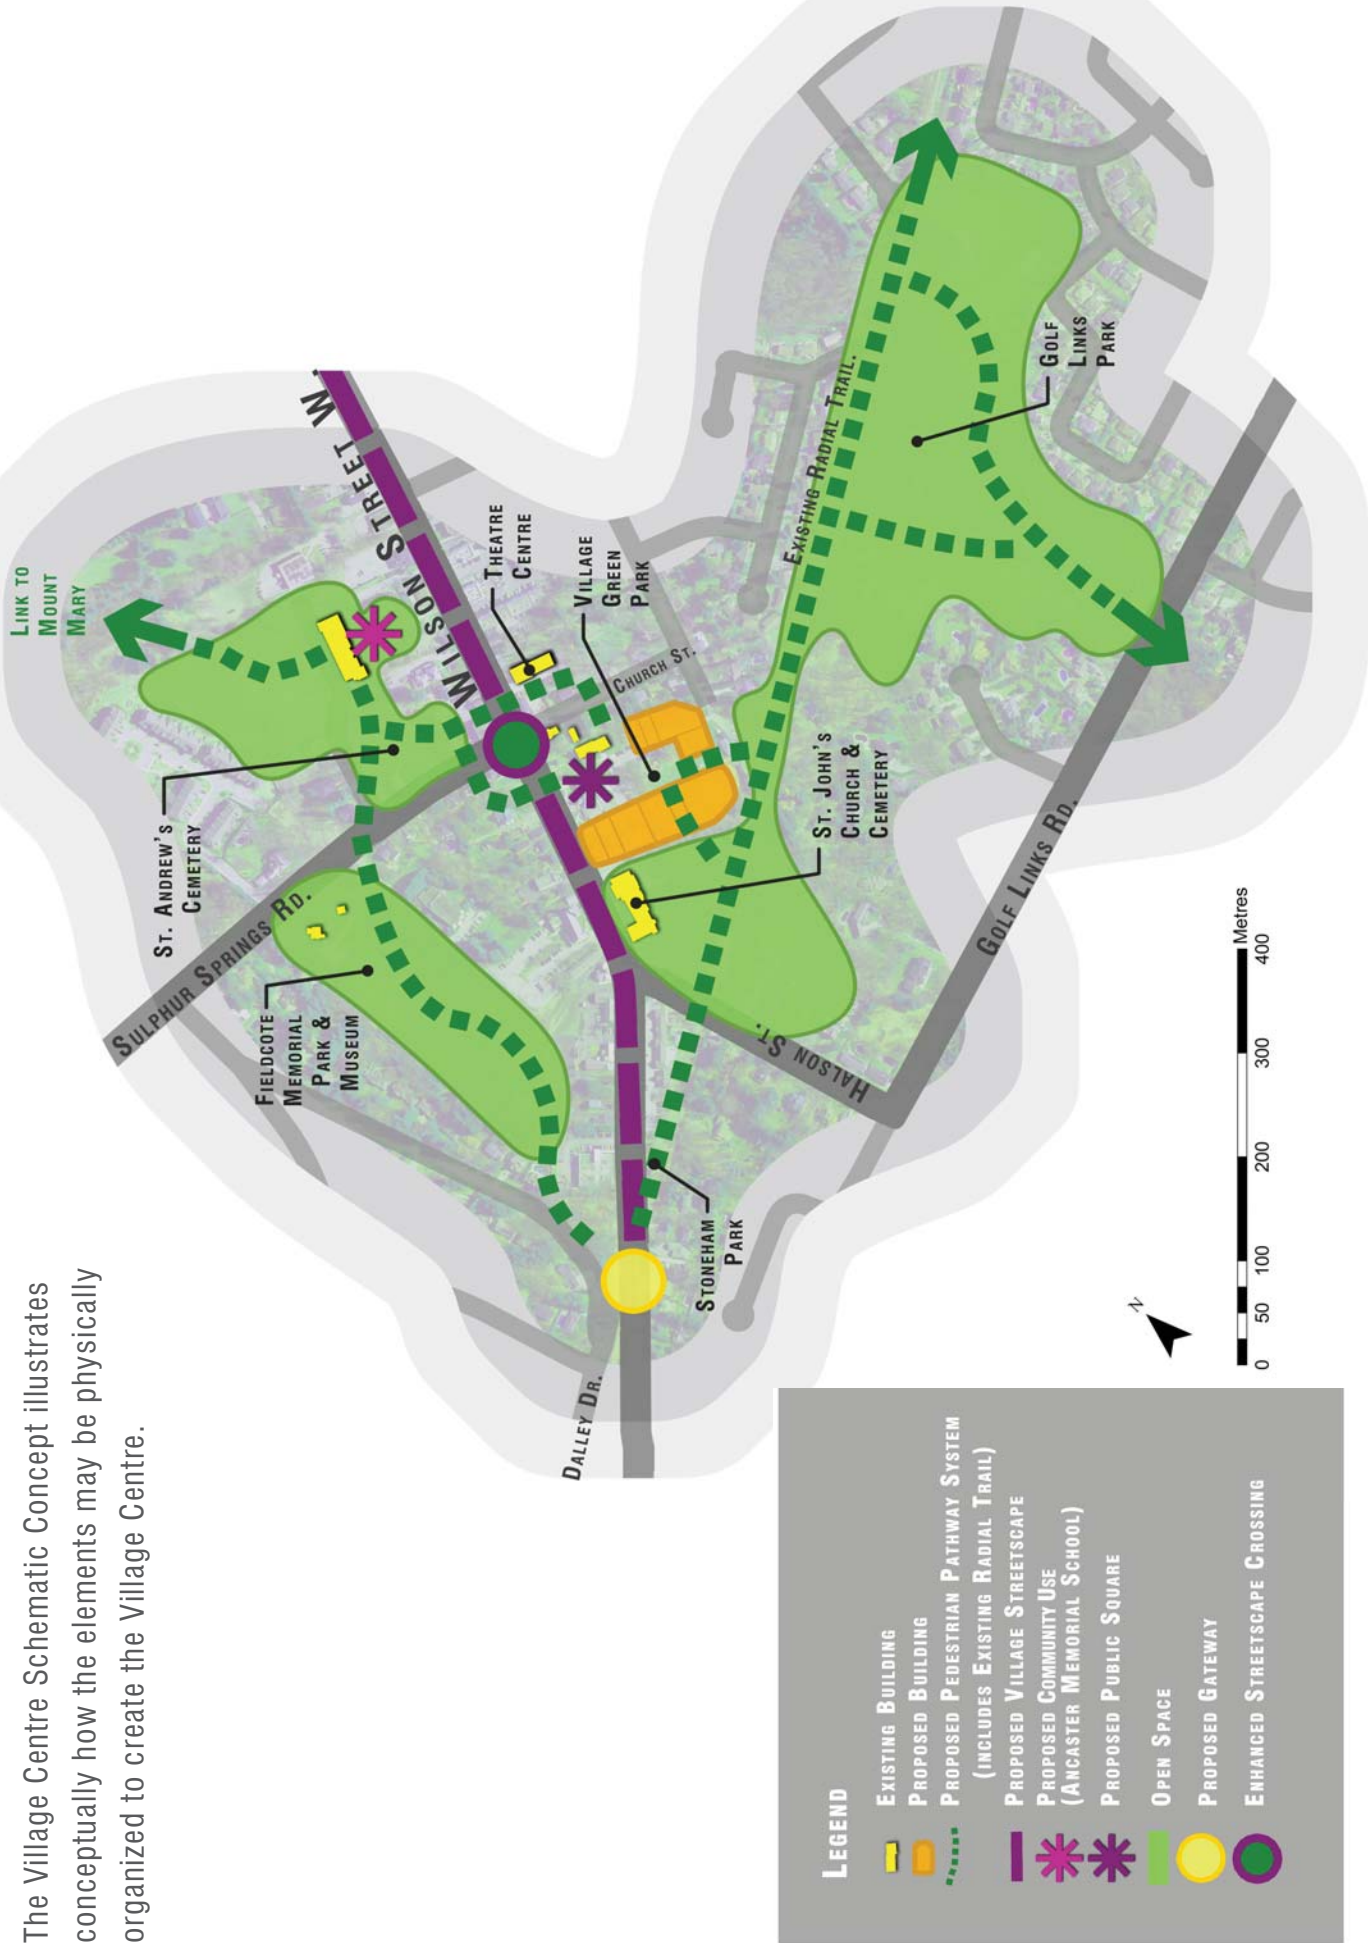 The Village Centre Schematic Concept illustrates
conceptually how the elements may be physically
organized to create the Village Centre.
LINK TO
MOUNT
MARY
WILSON STREET W.
ST. ANDREW'S
CEMETERY
SULPHUR SPRINGS RD.
FIELDCOTE
MEMORIAL
PARK &
MUSEUM
THEATRE
CENTRE
VILLAGE
GREEN
PARK
CHURCH ST.
EXISTING RADIAL TRAIL.
GOLF
LINKS
PARK
ST. JOHN'S
CHURCH &
CEMETERY
HALSON ST.
GOLF LINKS RD.
STONEHAM
PARK
DALLEY DR.
N
0 50 100 200 300 400
Metres
LEGEND
EXISTING BUILDING
PROPOSED BUILDING
PROPOSED PEDESTRIAN PATHWAY SYSTEM
(INCLUDES EXISTING RADIAL TRAIL)
PROPOSED VILLAGE STREETSCAPE
PROPOSED COMMUNITY USE
(ANCASTER MEMORIAL SCHOOL)
PROPOSED PUBLIC SQUARE
OPEN SPACE
PROPOSED GATEWAY
ENHANCED STREETSCAPE CROSSING